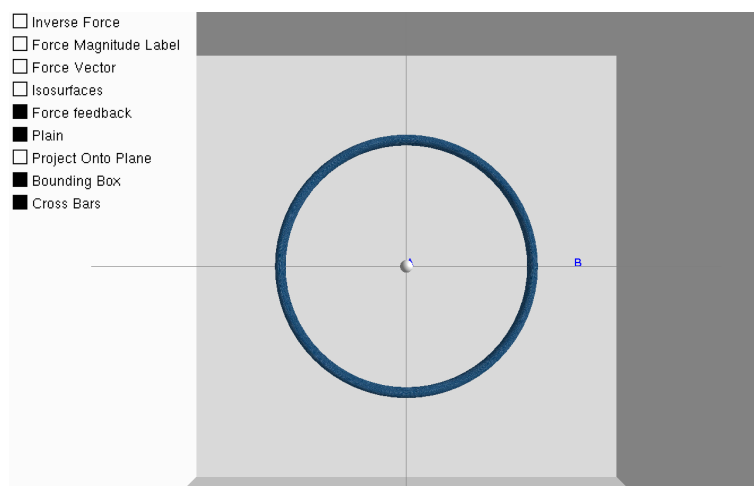 Inverse Force
Force Magnitude Label
Force Vector
Isosurfaces
Force feedback
Plain
Project Onto Plane
Bounding Box
Cross Bars
A
B